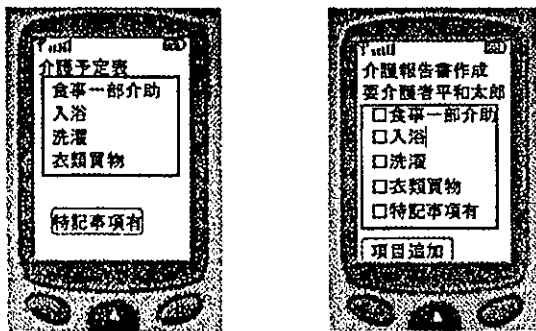 介護予定表
食事一部介助
入浴
洗濯
衣類買物
特記事項有
介護報告書作成
要介護者平和太郎
□食事一部介助
□入浴
□洗濯
□衣類買物
□特記事項有
項目追加